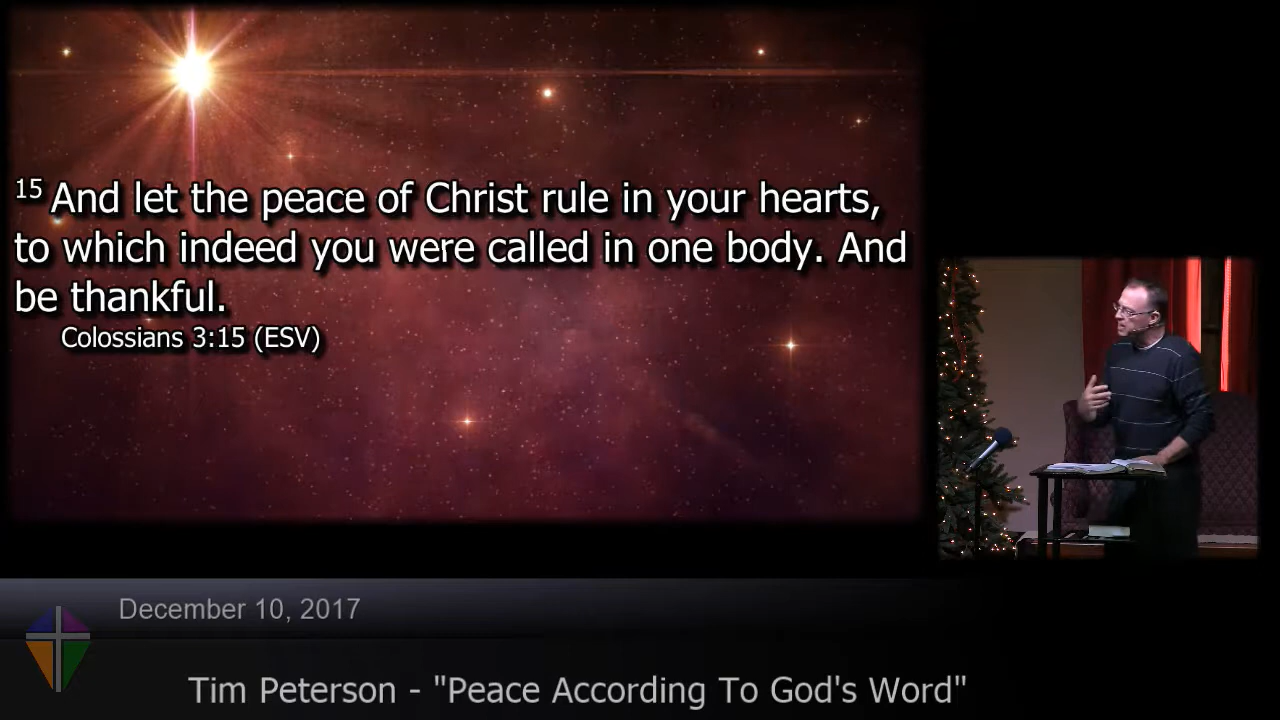 15 And let the peace of Christ rule in your hearts,
to which indeed you were called in one body. And
be thankful.
Colossians 3:15 (ESV)
December 10, 2017
Tim Peterson - "Peace According To God's Word"